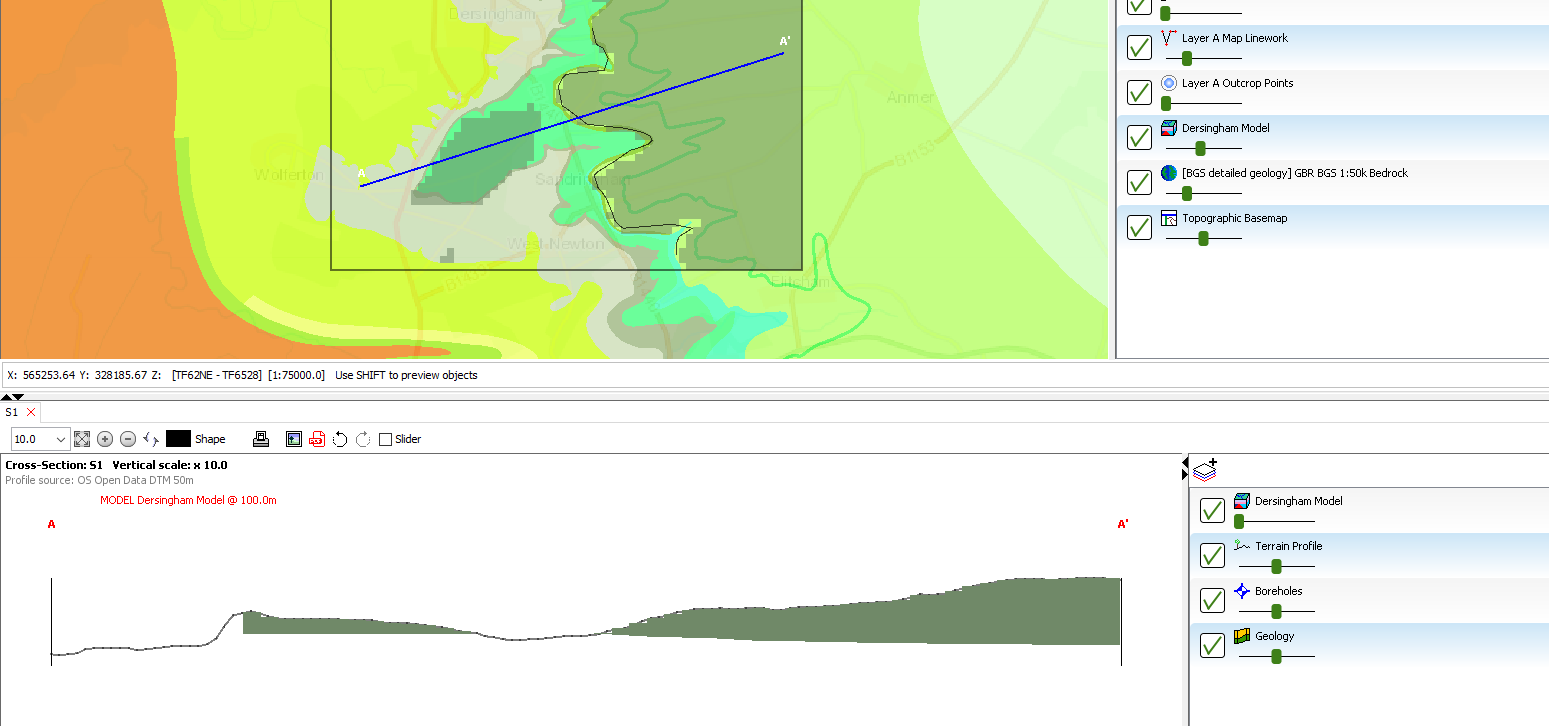 Dersingham
A'
Anmer
Wolferton
A
Sandringham
B1153
West Newton
Flitcham
Layer A Map Linework
Layer A Outcrop Points
Dersingham Model
[BGS detailed geology] GBR BGS 1:50k Bedrock
Topographic Basemap
X: 565253.64 Y: 328185.67 Z: [TF62NE - TF6528] [1:75000.0] Use SHIFT to preview objects
S1
10.0 Shape Slider
Cross-Section: S1 Vertical scale: x 10.0
Profile source: OS Open Data DTM 50m
MODEL Dersingham Model @ 100.0m
A A'
Dersingham Model
Terrain Profile
Boreholes
Geology